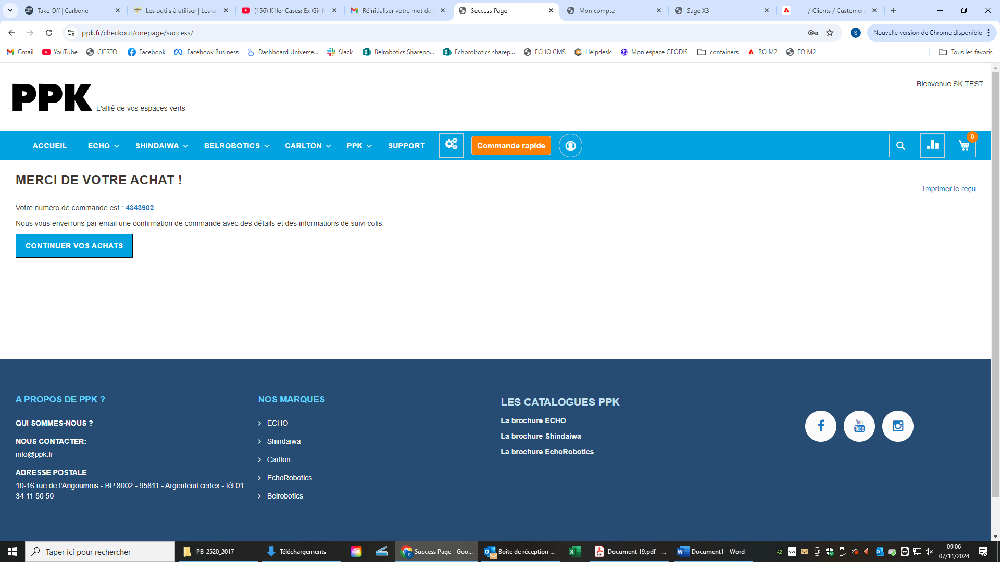 Take Off | Carbone
Les outils à utiliser | Les cr
(156) Killer Cases: Ex-Girlfr
Réinitialiser votre mot de
Success Page
Mon compte
Sage X3
-- -- / Clients / Customers
ppk.fr/checkout/onepage/success/
S
Nouvelle version de Chrome disponible
Gmail
YouTube
CIERTO
Facebook
Facebook Business
Dashboard Universe...
Slack
Belrobotics Sharepo...
Echorobotics sharep...
ECHO CMS
Helpdesk
Mon espace GEODIS
containers
BO M2
FO M2
Tous les favoris
PPK L'allié de vos espaces verts
Bienvenue SK TEST
ACCUEIL
ECHO
SHINDAIWA
BELROBOTICS
CARLTON
PPK
SUPPORT
Commande rapide
0
MERCI DE VOTRE ACHAT !
Imprimer le reçu
Votre numéro de commande est : 4343902.
Nous vous enverrons par email une confirmation de commande avec des détails et des informations de suivi colis.
CONTINUER VOS ACHATS
A PROPOS DE PPK ?
QUI SOMMES-NOUS ?
NOUS CONTACTER:
info@ppk.fr
ADRESSE POSTALE
10-16 rue de l'Angoumois - BP 8002 - 95811 - Argenteuil cedex - tél 01
34 11 50 50
NOS MARQUES
ECHO
Shindaiwa
Carlton
EchoRobotics
Belrobotics
LES CATALOGUES PPK
La brochure ECHO
La brochure Shindaiwa
La brochure EchoRobotics
You
Tube
Taper ici pour rechercher
PB-2520_2017
Téléchargements
Success Page - Goo...
Boîte de réception ...
Document 19.pdf - ...
Document1 - Word
09:06
07/11/2024